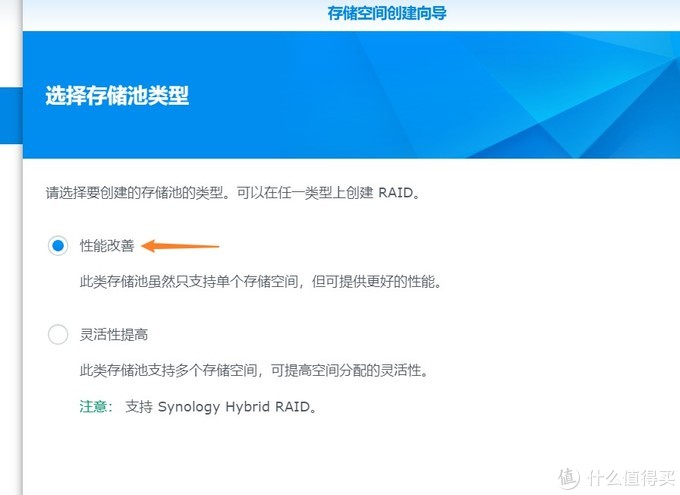 存储空间创建向导
选择存储池类型
请选择要创建的存储池的类型。可以在任一类型上创建 RAID。
性能改善
此类存储池虽然只支持单个存储空间，但可提供更好的性能。
灵活性提高
此类存储池支持多个存储空间，可提高空间分配的灵活性。
注意： 支持 Synology Hybrid RAID。
值 什么值得买